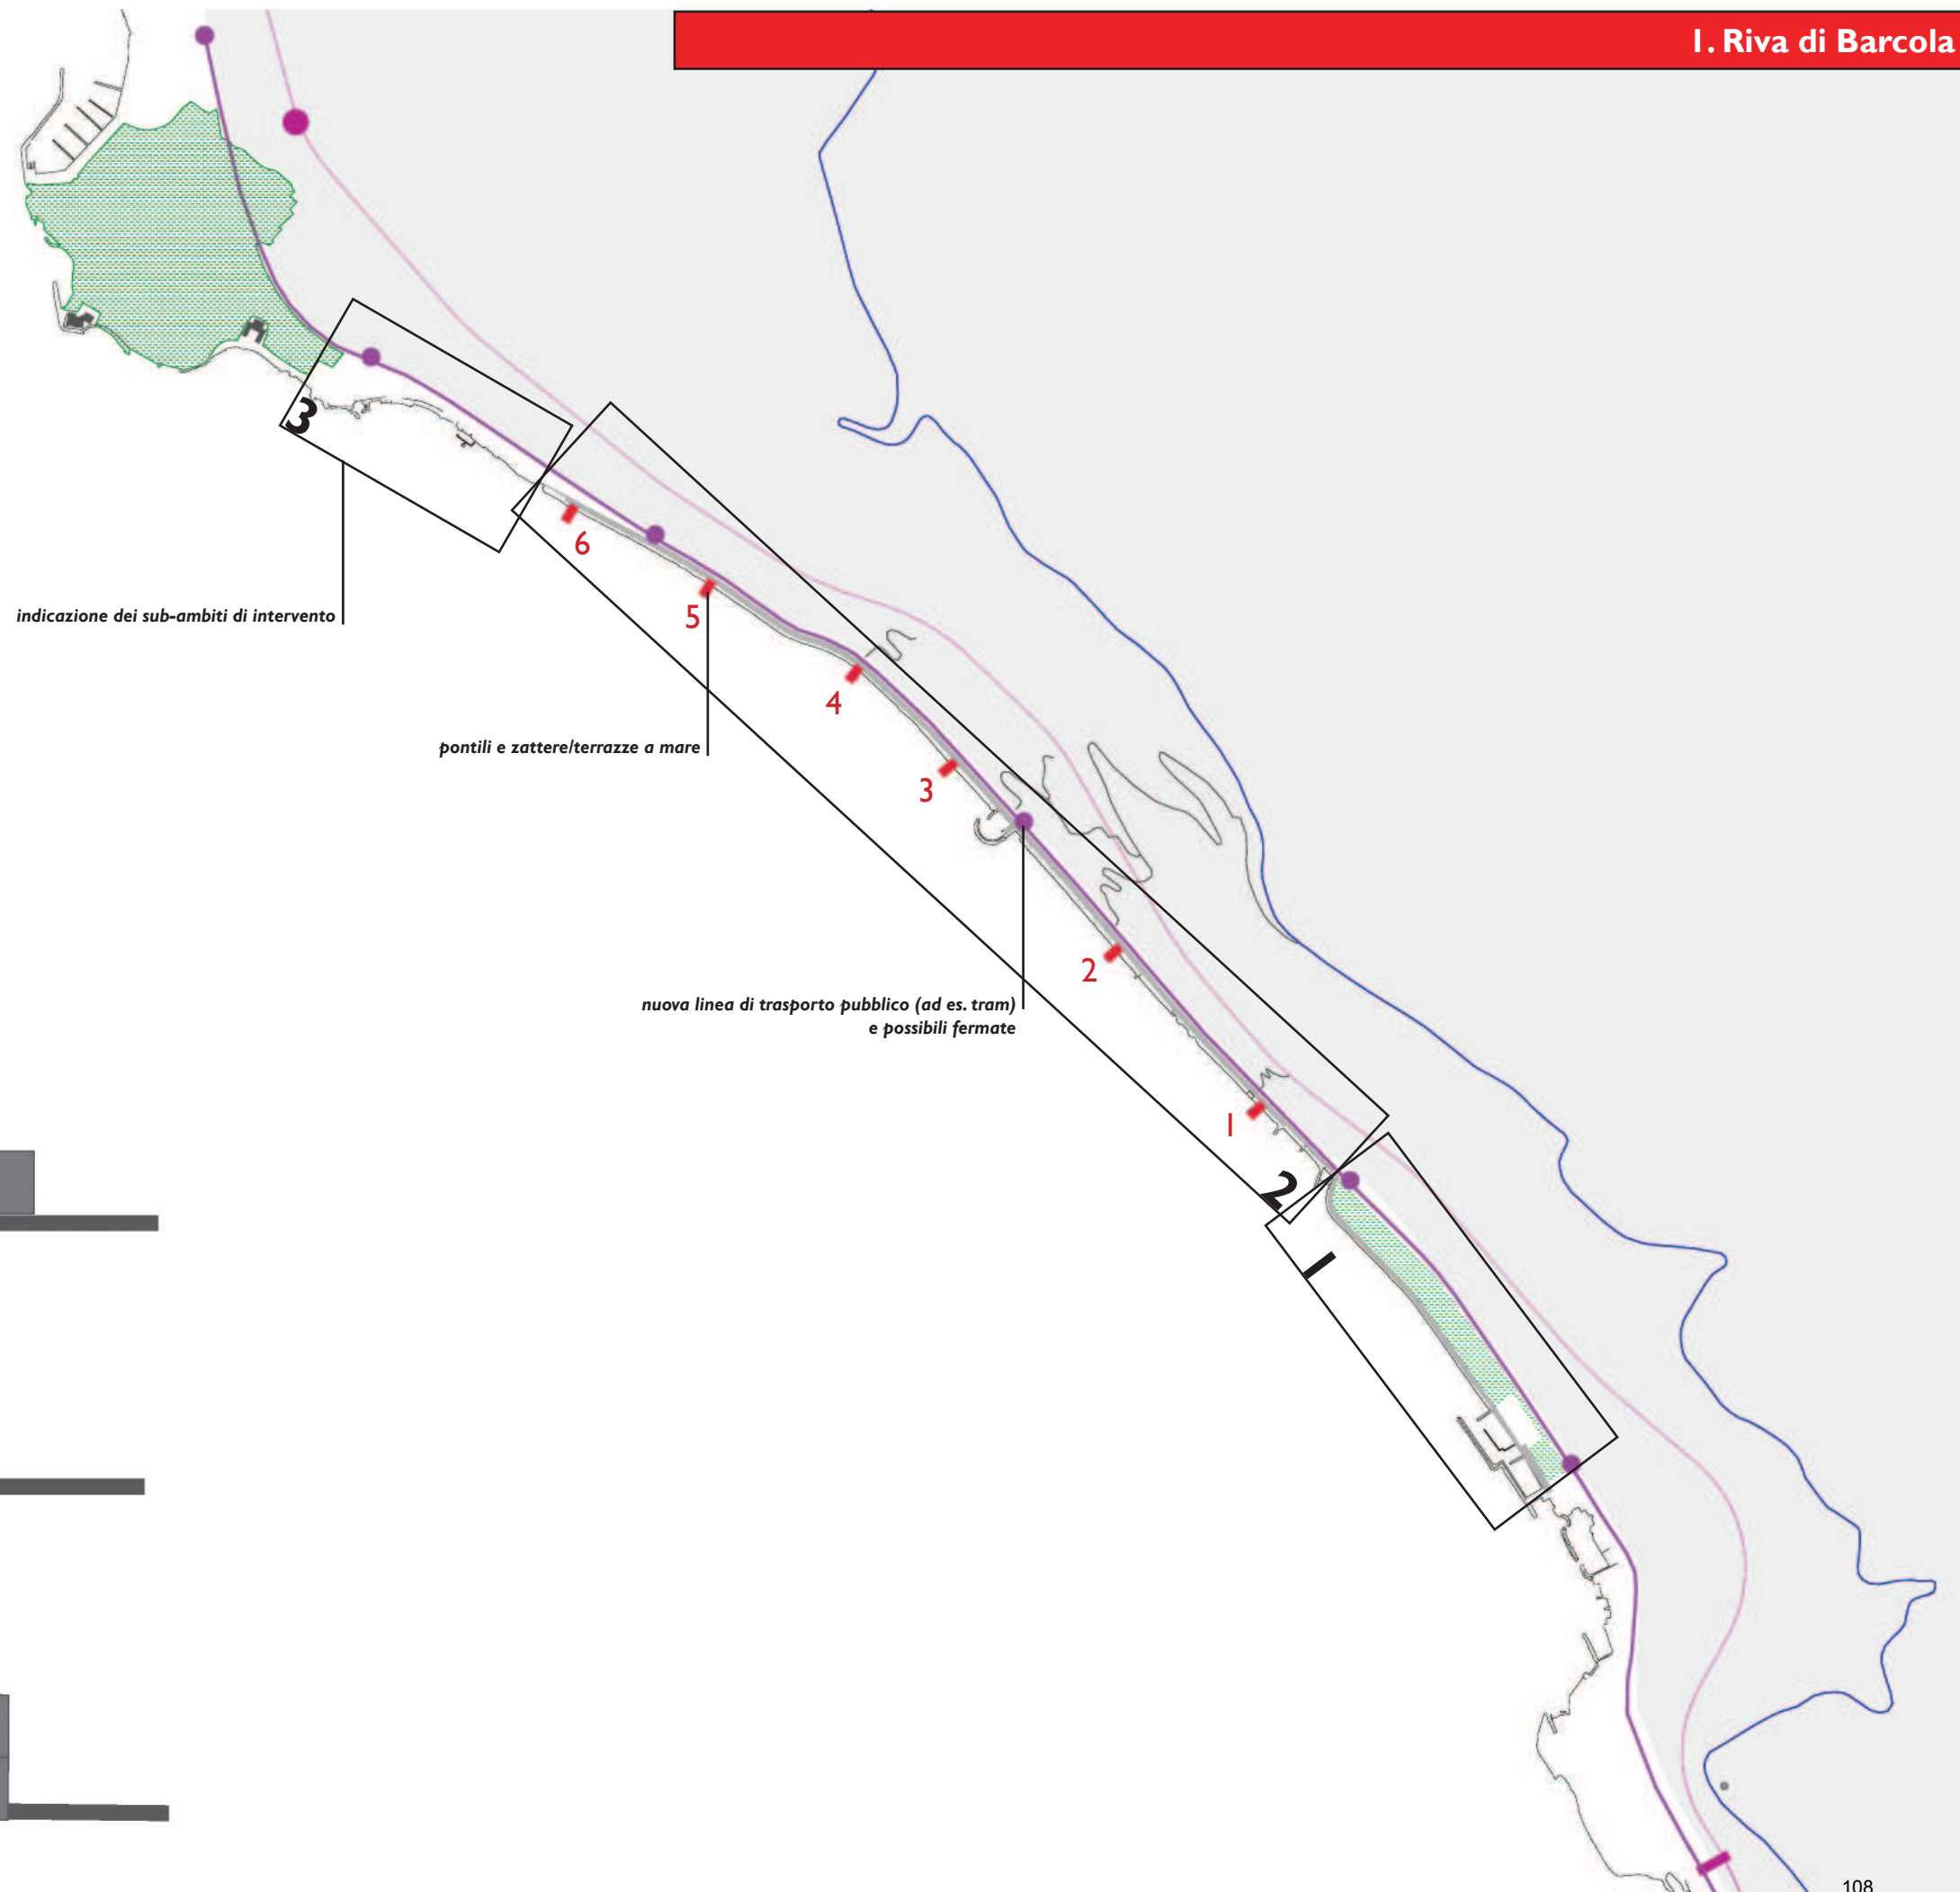 1. Riva di Barcola
3
6
indicazione dei sub-ambiti di intervento
5
4
pontili e zattere/terrazze a mare
3
2
nuova linea di trasporto pubblico (ad es. tram)
e possibili fermate
1
2
1
108